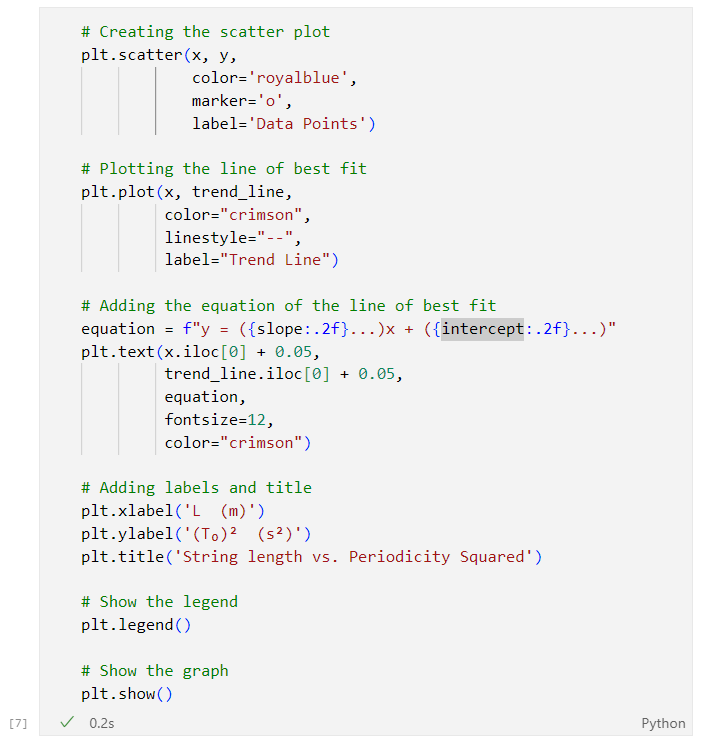 # Creating the scatter plot
plt.scatter(x, y,
            color='royalblue',
            marker='o',
            label='Data Points')

# Plotting the line of best fit
plt.plot(x, trend_line,
         color="crimson",
         linestyle="--",
         label="Trend Line")

# Adding the equation of the line of best fit
equation = f"y = ({slope:.2f}...)x + ({intercept:.2f}...)"
plt.text(x.iloc[0] + 0.05,
         trend_line.iloc[0] + 0.05,
         equation,
         fontsize=12,
         color="crimson")

# Adding labels and title
plt.xlabel('L  (m)')
plt.ylabel('(T₀)²  (s²)')
plt.title('String length vs. Periodicity Squared')

# Show the legend
plt.legend()

# Show the graph
plt.show()
[7] ✓ 0.2s Python